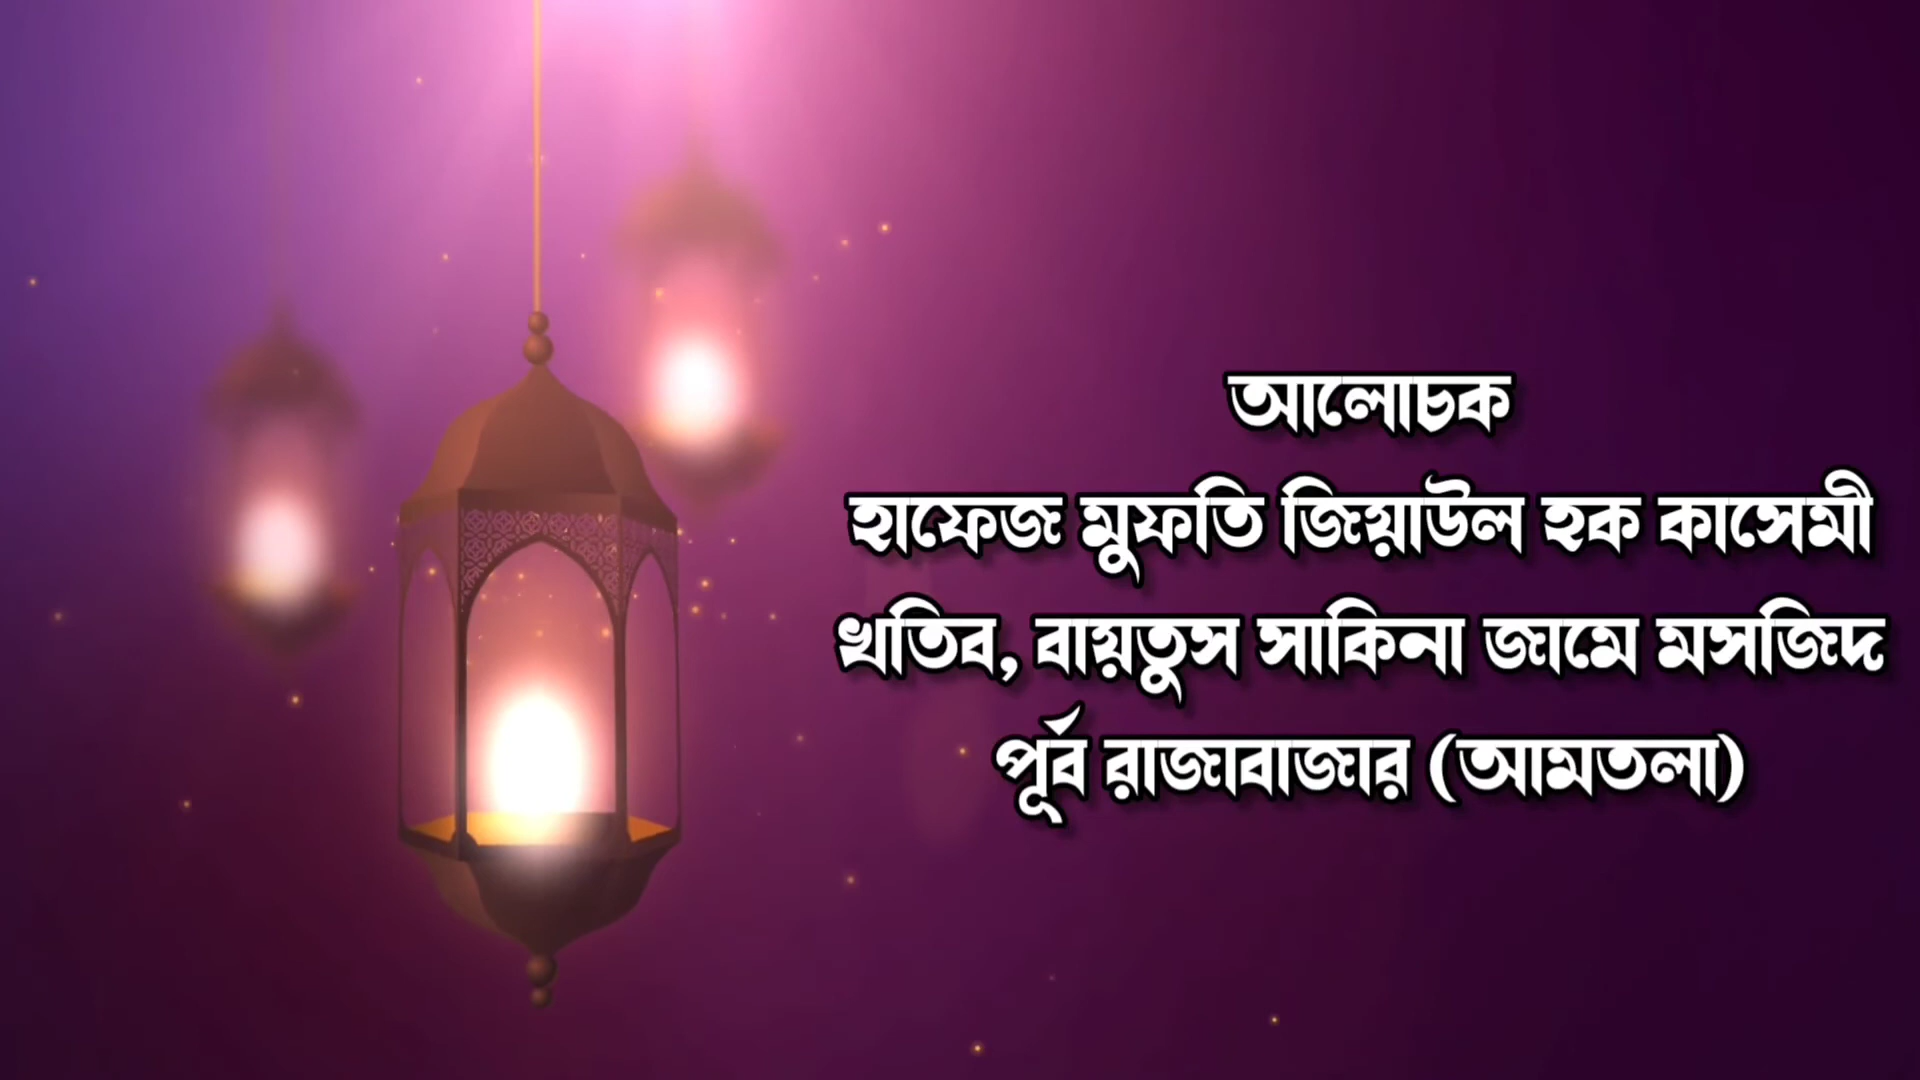 আলোচক
হাফেজ মুফতি জিয়াউল হক কাসেমী
খতিব, বায়তুস সাকিনা জামে মসজিদ
পূর্ব রাজাবাজার (আমতলা)